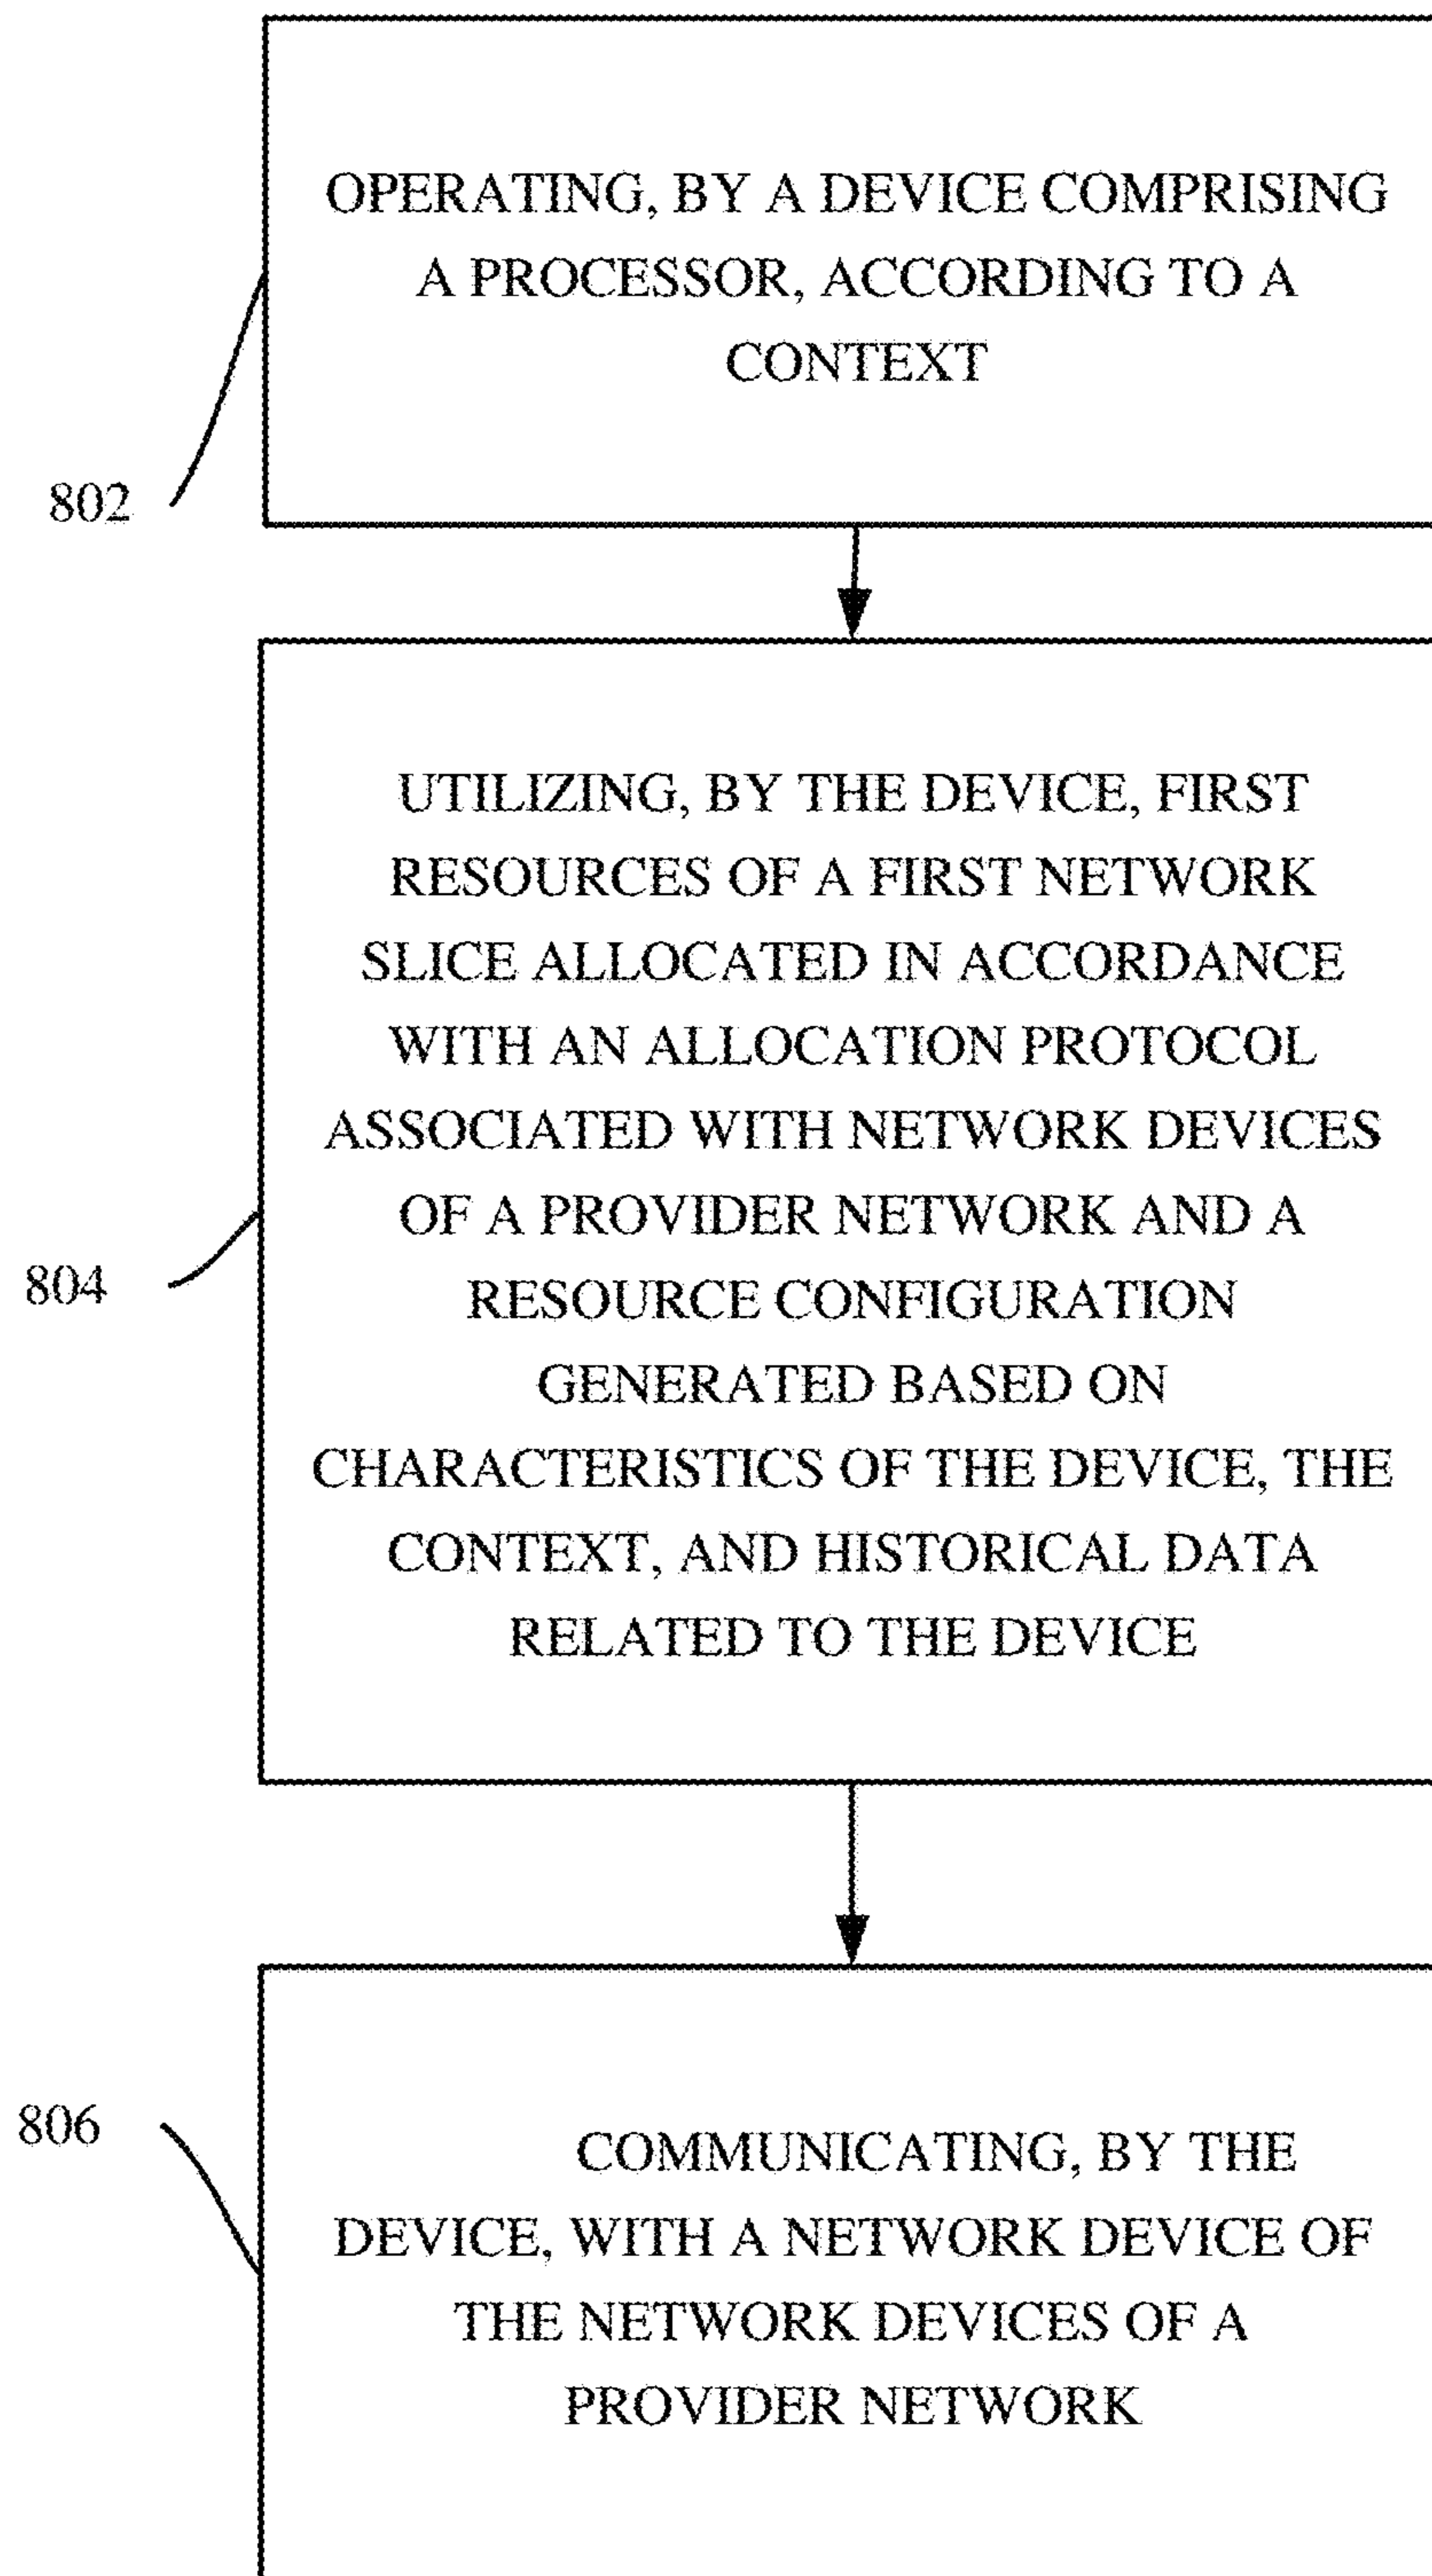 OPERATING, BY A DEVICE COMPRISING
A PROCESSOR, ACCORDING TO A
CONTEXT
802
UTILIZING, BY THE DEVICE, FIRST
RESOURCES OF A FIRST NETWORK
SLICE ALLOCATED IN ACCORDANCE
WITH AN ALLOCATION PROTOCOL
ASSOCIATED WITH NETWORK DEVICES
OF A PROVIDER NETWORK AND A
RESOURCE CONFIGURATION
GENERATED BASED ON
CHARACTERISTICS OF THE DEVICE, THE
CONTEXT, AND HISTORICAL DATA
RELATED TO THE DEVICE
804
COMMUNICATING, BY THE
DEVICE, WITH A NETWORK DEVICE OF
THE NETWORK DEVICES OF A
PROVIDER NETWORK
806